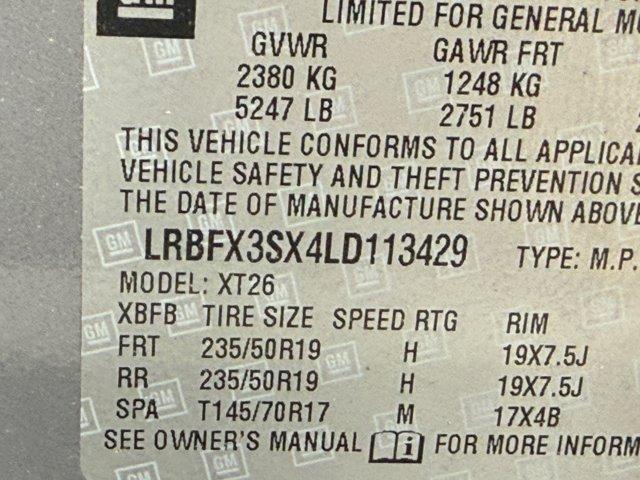 GM
LIMITED FOR GENERAL
GVWR GAWR FRT
2380 KG 1248 KG
5247 LB 2751 LB
THIS VEHICLE CONFORMS TO ALL
VEHICLE SAFETY AND THEFT PREVENTION
THE DATE OF MANUFACTURE SHOWN ABOVE
LRBFX3SX4LD113429 TYPE: M.P.
MODEL: XT26
XBFB TIRE SIZE SPEED RTG RIM
FRT 235/50R19 H 19X7.5J
RR 235/50R19 H 19X7.5J
SPA T145/70R17 M 17X4B
SEE OWNER'S MANUAL i FOR MORE